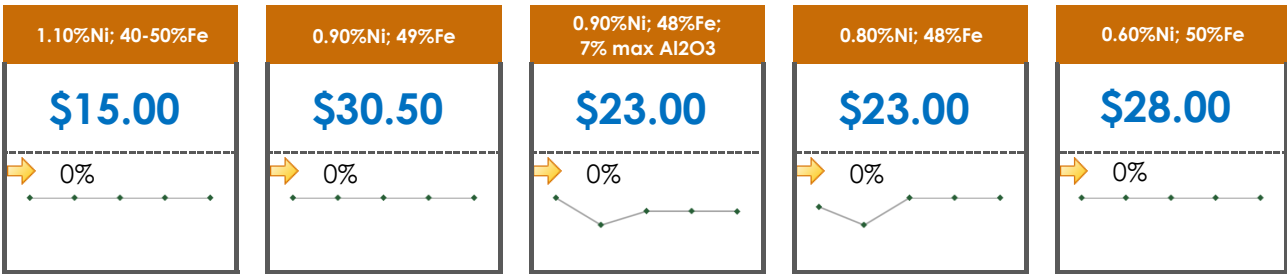 1.10%Ni; 40-50%Fe
$15.00
0%
0.90%Ni; 49%Fe
$30.50
0%
0.90%Ni; 48%Fe;
7% max Al2O3
$23.00
0%
0.80%Ni; 48%Fe
$23.00
0%
0.60%Ni; 50%Fe
$28.00
0%